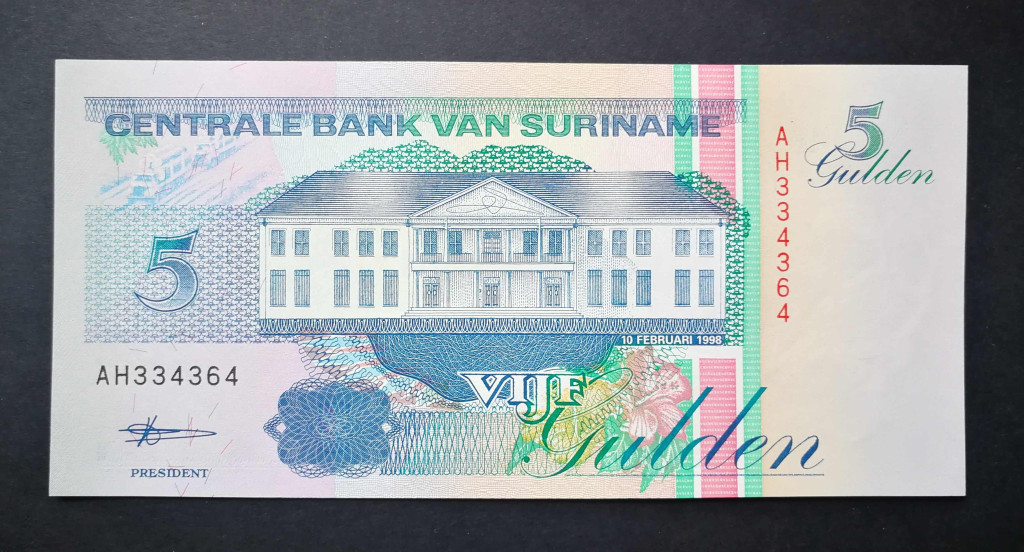 CENTRALE BANK VAN SURINAME
5
Gulden
AH334364
5
10 FEBRUARI 1998
AH334364
VIJF
Gulden
PRESIDENT